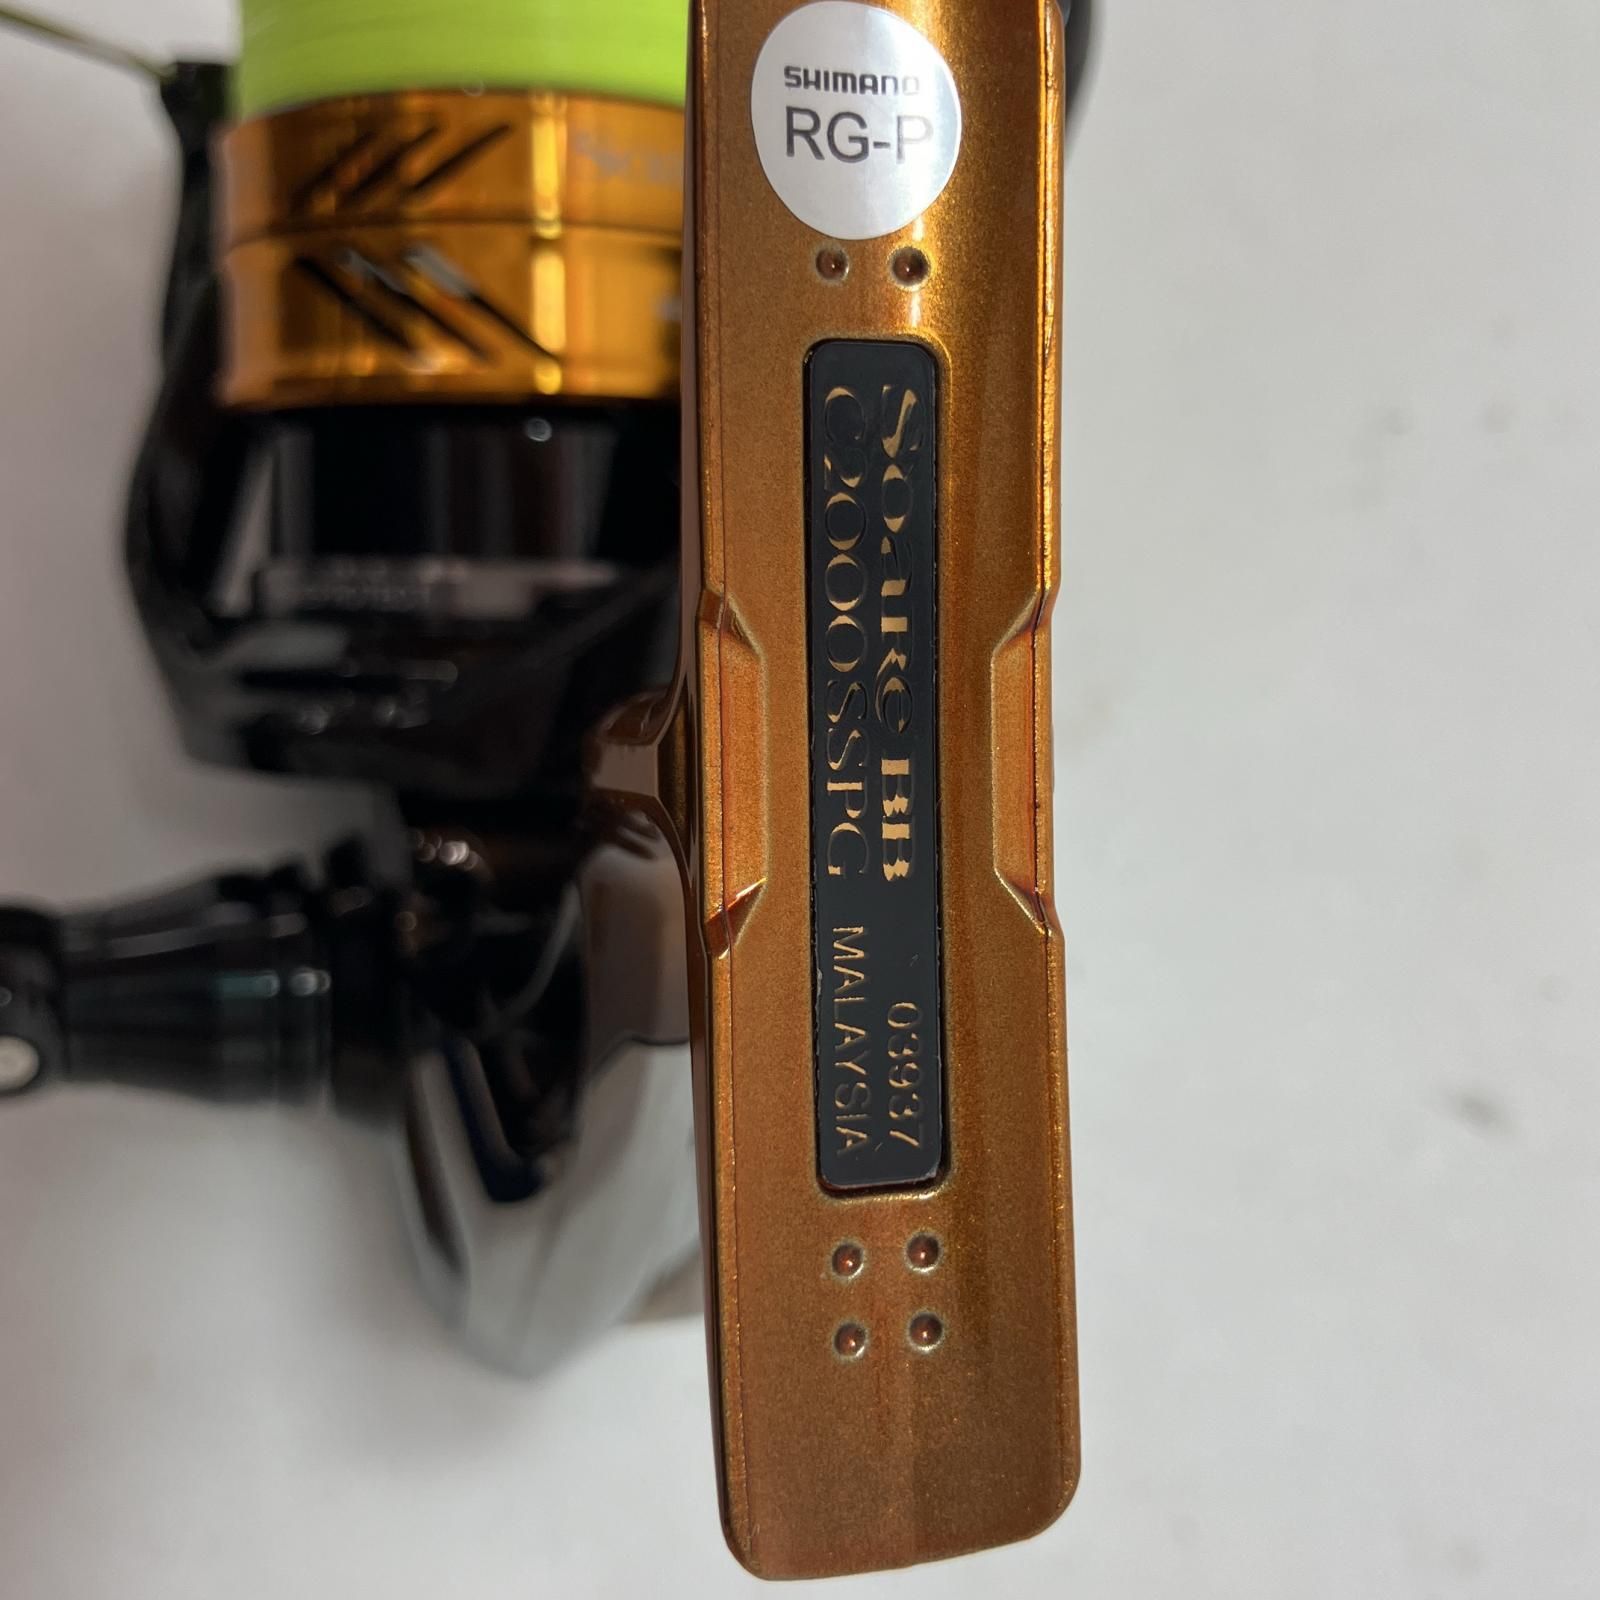 SHIMANO
RG-P
SoaRe BB 03937
C2000SSPG MALAYSIA